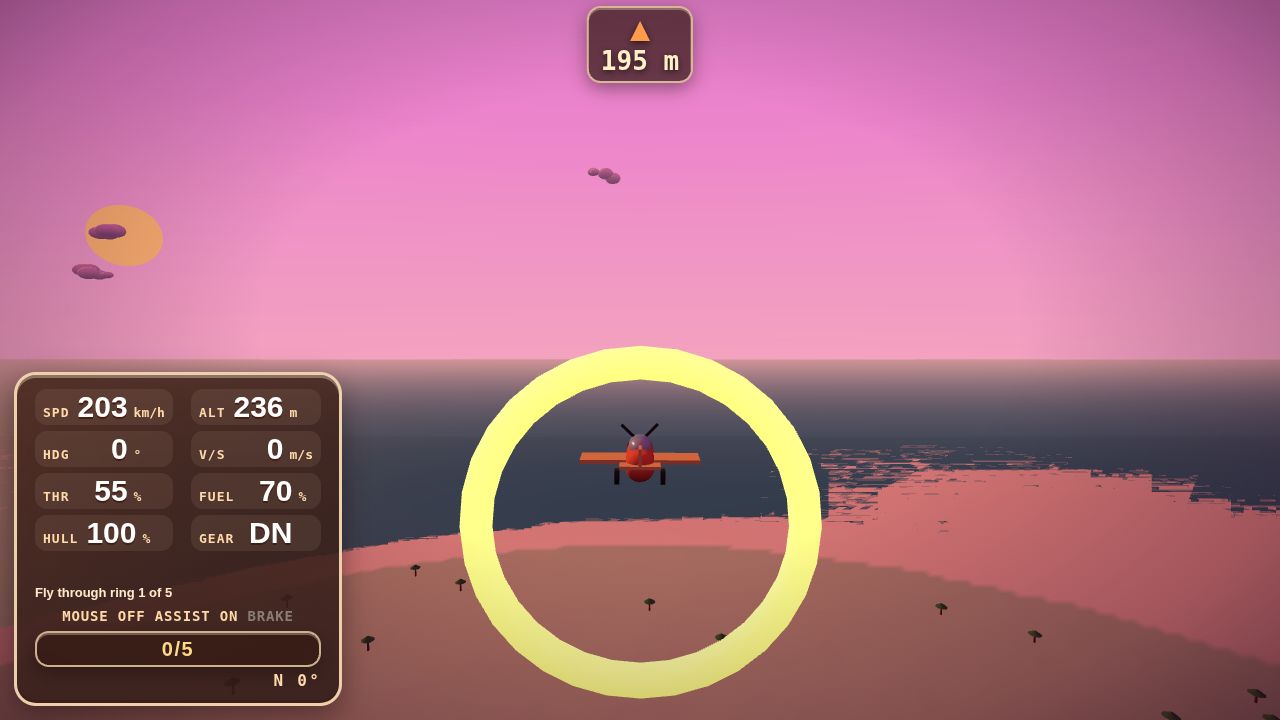 195 m
SPD 203 km/h ALT 236 m
HDG 0 ° V/S 0 m/s
THR 55 % FUEL 70 %
HULL 100 % GEAR DN
Fly through ring 1 of 5
MOUSE OFF ASSIST ON BRAKE
0/5
N 0°